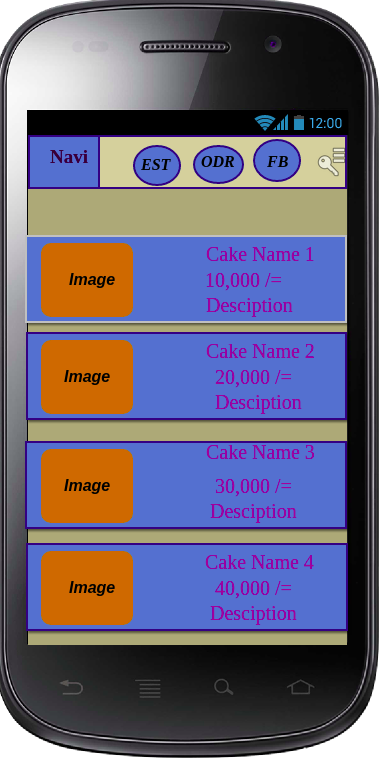 12:00
Navi
EST
ODR
FB
Image
Cake Name 1
10,000 /=
Desciption
Image
Cake Name 2
20,000 /=
Desciption
Image
Cake Name 3
30,000 /=
Desciption
Image
Cake Name 4
40,000 /=
Desciption